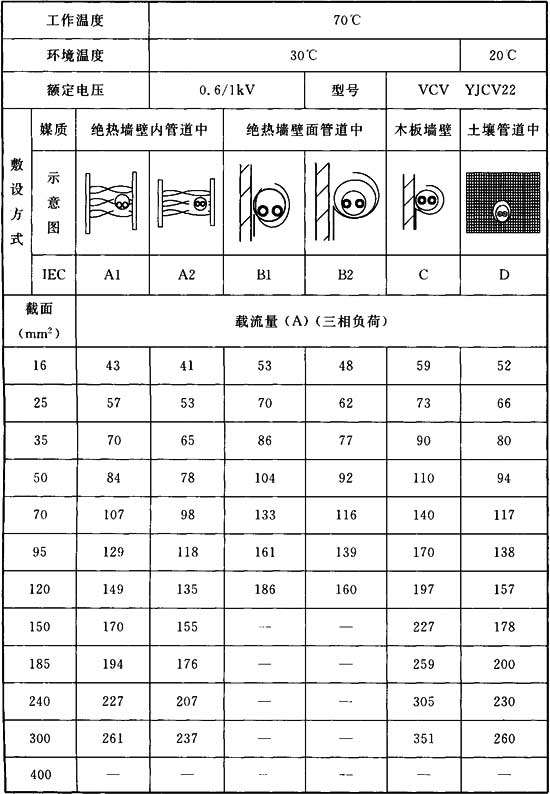 工作温度 70℃
环境温度 30℃ 20℃
额定电压 0.6/1kV 型号 VCV YJCV22
敷设方式 媒质 绝热墙壁内管道中 绝热墙壁面管道中 木板墙壁 土壤管道中
示意图
IEC A1 A2 B1 B2 C D
截面(mm²) 载流量(A)(三相负荷)
16 43 41 53 48 59 52
25 57 53 70 62 73 66
35 70 65 86 77 90 80
50 84 78 104 92 110 94
70 107 98 133 116 140 117
95 129 118 161 139 170 138
120 149 135 186 160 197 157
150 170 155 — — 227 178
185 194 176 — — 259 200
240 227 207 — — 305 230
300 261 237 — — 351 260
400 — — — — — —